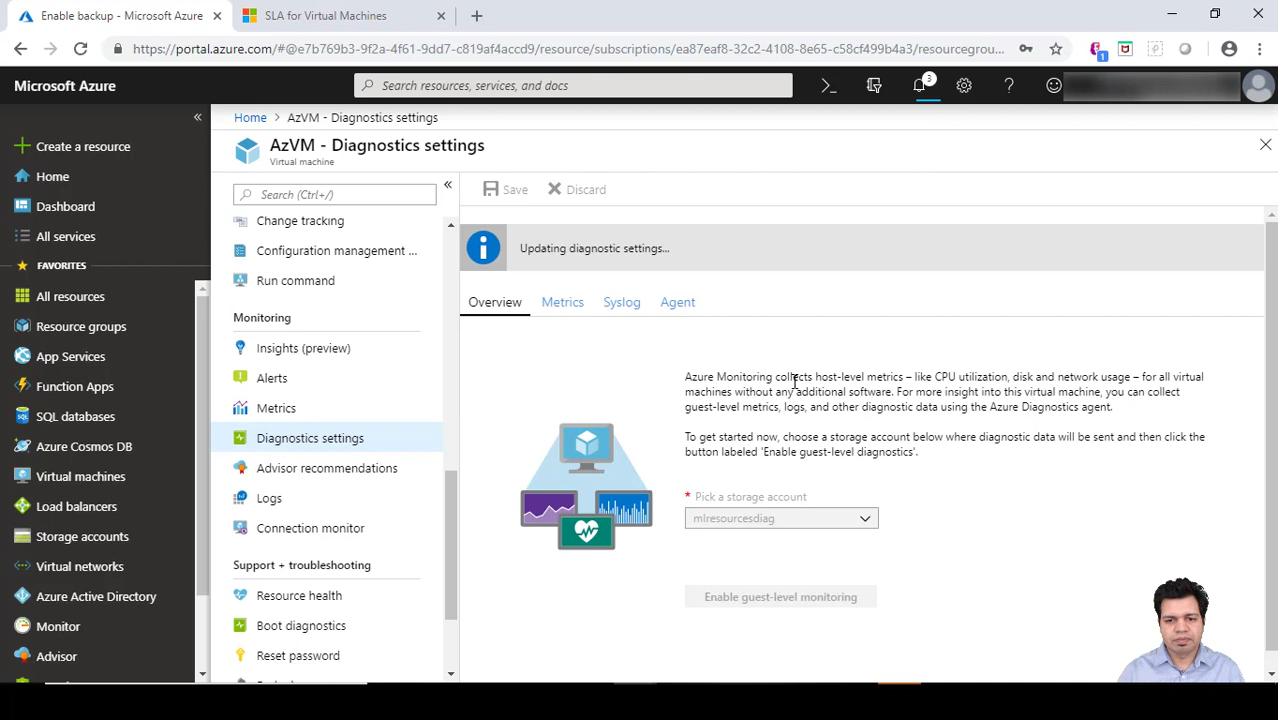 Enable backup - Microsoft Azure
SLA for Virtual Machines
https://portal.azure.com/#@e7b769b3-9f2a-4f61-9dd7-c819af4accd9/resource/subscriptions/ea87eaf8-32c2-4108-8e65-c58cf499b4a3/resourcegrou...
1
Microsoft Azure
Search resources, services, and docs
3
Create a resource
Home
Dashboard
All services
FAVORITES
All resources
Resource groups
App Services
Function Apps
SQL databases
Azure Cosmos DB
Virtual machines
Load balancers
Storage accounts
Virtual networks
Azure Active Directory
Monitor
Advisor
Home > AzVM - Diagnostics settings
AzVM - Diagnostics settings
Virtual machine
Search (Ctrl+/)
Change tracking
Configuration management ...
Run command
Monitoring
Insights (preview)
Alerts
Metrics
Diagnostics settings
Advisor recommendations
Logs
Connection monitor
Support + troubleshooting
Resource health
Boot diagnostics
Reset password
Save
Discard
Updating diagnostic settings...
Overview
Metrics
Syslog
Agent
Azure Monitoring collects host-level metrics – like CPU utilization, disk and network usage – for all virtual
machines without any additional software. For more insight into this virtual machine, you can collect
guest-level metrics, logs, and other diagnostic data using the Azure Diagnostics agent.
To get started now, choose a storage account below where diagnostic data will be sent and then click the
button labeled 'Enable guest-level diagnostics'.
* Pick a storage account
mlresourcesdiag
Enable guest-level monitoring